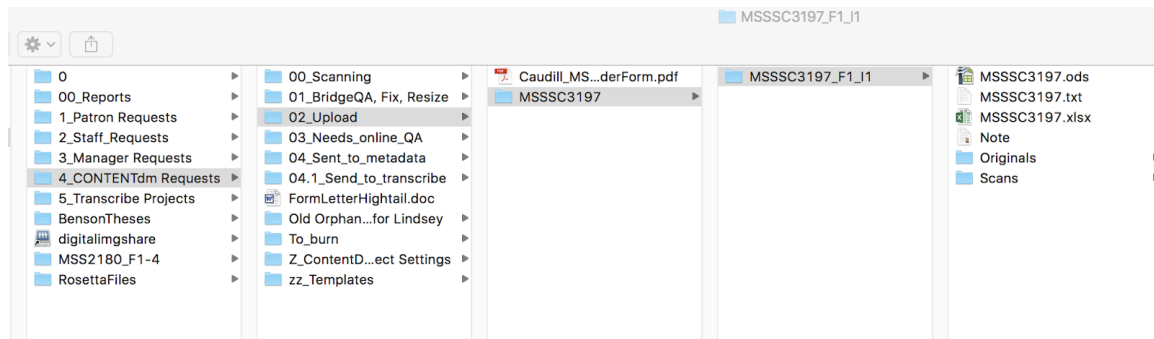 MSSSC3197_F1_I1
0
00_Reports
1_Patron Requests
2_Staff_Requests
3_Manager Requests
4_CONTENTdm Requests
5_Transcribe Projects
BensonTheses
digitalimgshare
MSS2180_F1-4
RosettaFiles
00_Scanning
01_BridgeQA, Fix, Resize
02_Upload
03_Needs_online_QA
04_Sent_to_metadata
04.1_Send_to_transcribe
FormLetterHightail.doc
Old Orphan...for Lindsey
To_burn
Z_ContentD...ect Settings
zz_Templates
Caudill_MS...derForm.pdf
MSSSC3197
MSSSC3197_F1_I1
MSSSC3197.ods
MSSSC3197.txt
MSSSC3197.xlsx
Note
Originals
Scans